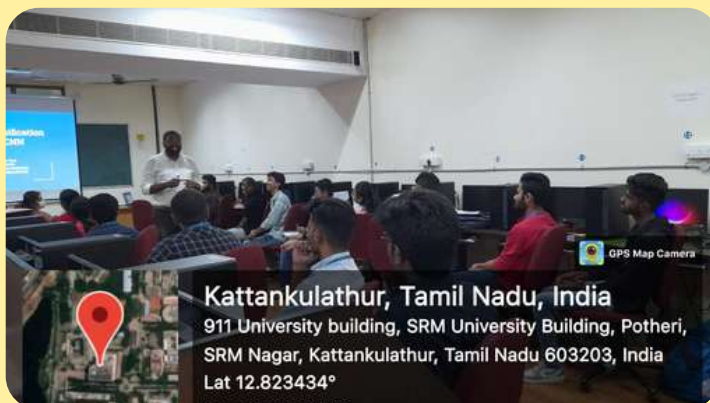 GPS Map Camera
Kattankulathur, Tamil Nadu, India
911 University building, SRM University Building, Potheri,
SRM Nagar, Kattankulathur, Tamil Nadu 603203, India
Lat 12.823434°